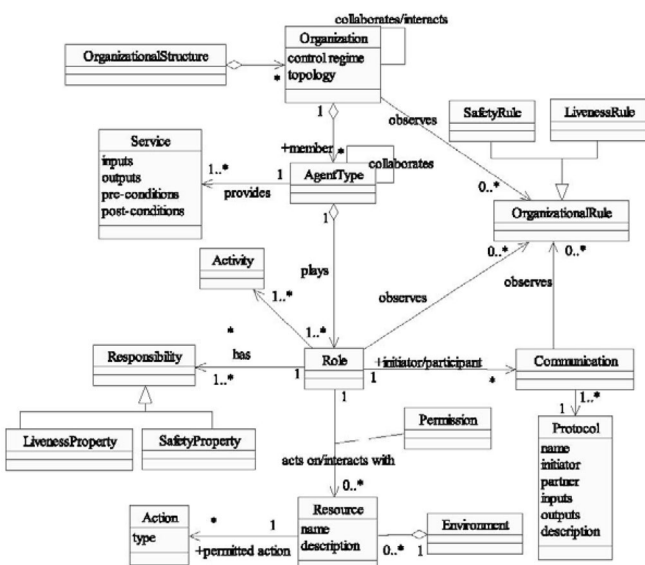 collaborates/interacts
Organization
control regime
topology
OrganizationalStructure
*
1
observes
SafetyRule
LivenessRule
+member
*
collaborates
Service
inputs
outputs
pre-conditions
post-conditions
1..*
1
AgentType
provides
1
0..*
OrganizationalRule
0..*
0..*
Activity
plays
1..*
observes
observes
1..*
*
Responsibility
has
1..*
1
Role
1
+initiator/participant
1
*
Communication
1..*
1
LivenessProperty
SafetyProperty
Permission
Protocol
name
initiator
partner
inputs
outputs
description
acts on/interacts with
0..*
Action
type
*
1
+permitted action
Resource
name
description
0..*
1
Environment